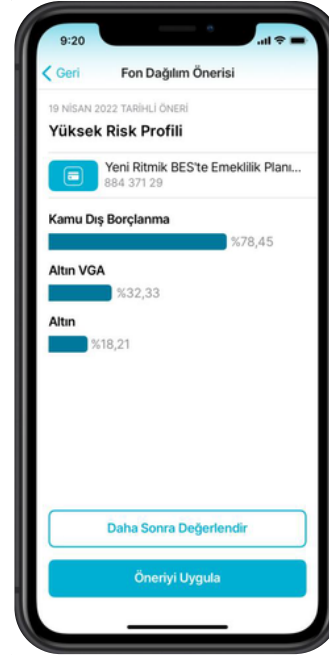 9:20
Geri
Fon Dağılım Önerisi
19 NİSAN 2022 TARİHLİ ÖNERİ
Yüksek Risk Profili
Yeni Ritmik BES'te Emeklilik Planı...
884 371 29
Kamu Dış Borçlanma
%78,45
Altın VGA
%32,33
Altın
%18,21
Daha Sonra Değerlendir
Öneriyi Uygula